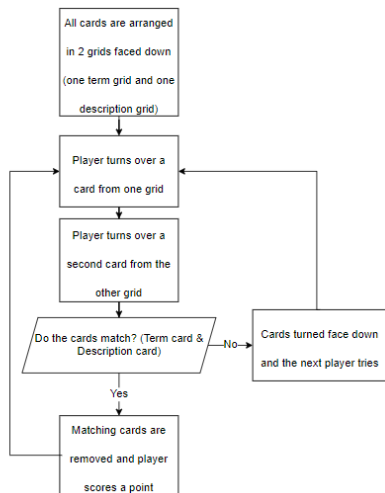 All cards are arranged
in 2 grids faced down
(one term grid and one
description grid)
Player turns over a
card from one grid
Player turns over a
second card from the
other grid
Do the cards match? (Term card &
Description card)
No
Cards turned face down
and the next player tries
Yes
Matching cards are
removed and player
scores a point